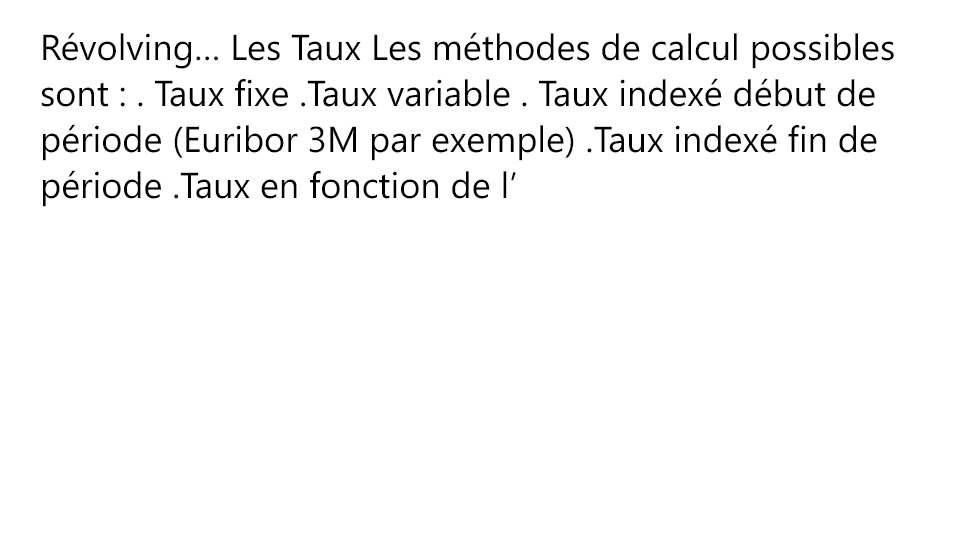 Révolving… Les Taux Les méthodes de calcul possibles
sont : . Taux fixe .Taux variable . Taux indexé début de
période (Euribor 3M par exemple) .Taux indexé fin de
période .Taux en fonction de l’